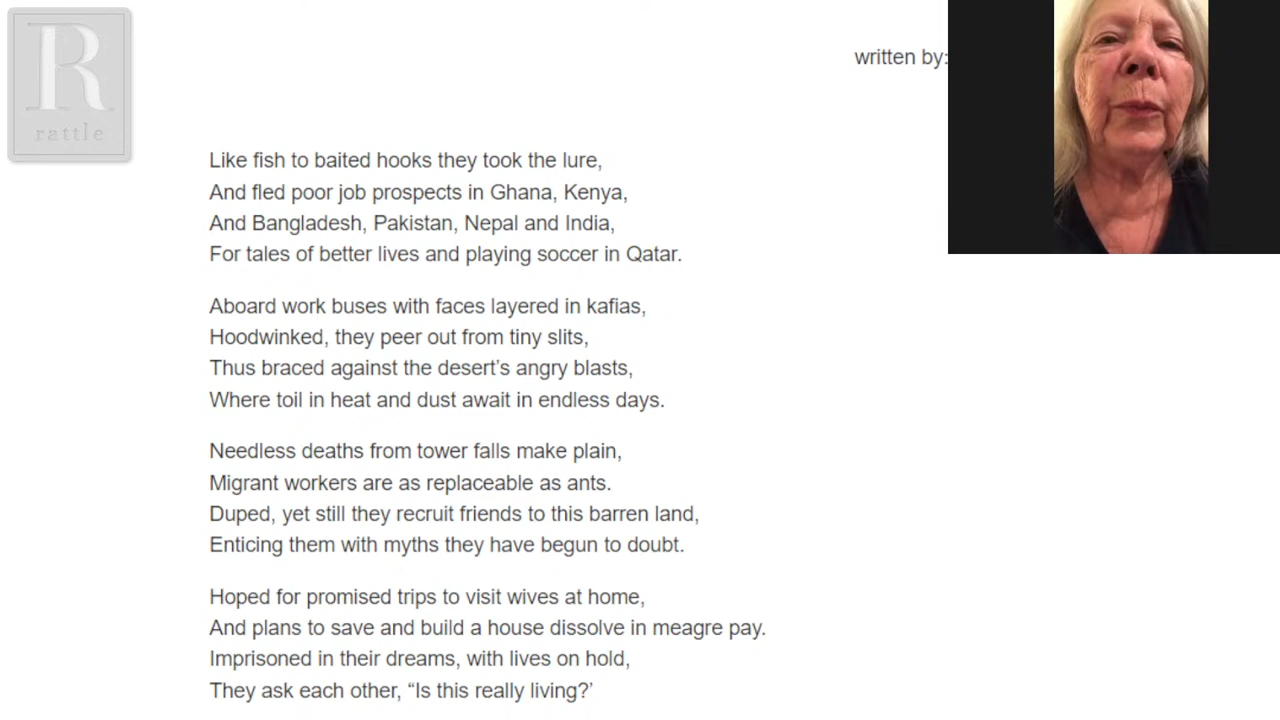 R
rattle
written by:
Like fish to baited hooks they took the lure,
And fled poor job prospects in Ghana, Kenya,
And Bangladesh, Pakistan, Nepal and India,
For tales of better lives and playing soccer in Qatar.
Aboard work buses with faces layered in kafias,
Hoodwinked, they peer out from tiny slits,
Thus braced against the desert’s angry blasts,
Where toil in heat and dust await in endless days.
Needless deaths from tower falls make plain,
Migrant workers are as replaceable as ants.
Duped, yet still they recruit friends to this barren land,
Enticing them with myths they have begun to doubt.
Hoped for promised trips to visit wives at home,
And plans to save and build a house dissolve in meagre pay.
Imprisoned in their dreams, with lives on hold,
They ask each other, “Is this really living?’